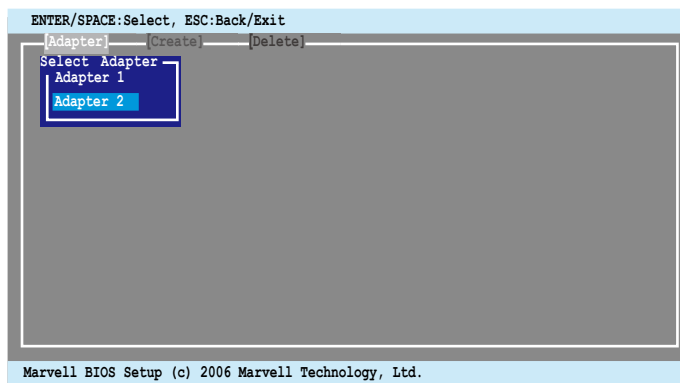 ENTER/SPACE:Select, ESC:Back/Exit
[Adapter] [Create] [Delete]
Select Adapter
Adapter 1
Adapter 2
Marvell BIOS Setup (c) 2006 Marvell Technology, Ltd.